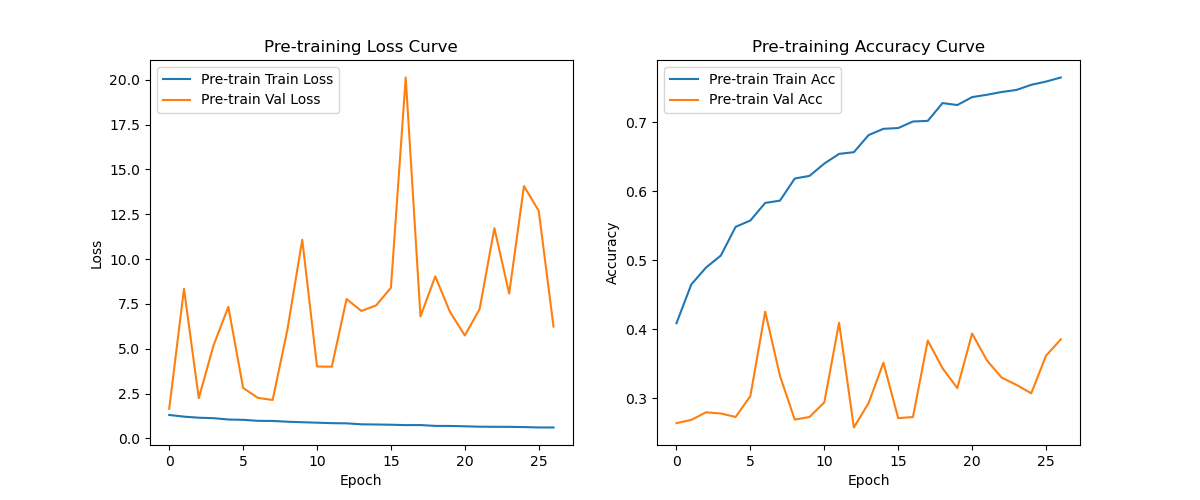 Pre-training Loss Curve
Pre-train Train Loss
Pre-train Val Loss
20.0
17.5
15.0
12.5
10.0
7.5
5.0
2.5
0.0
Loss
0 5 10 15 20 25
Epoch
Pre-training Accuracy Curve
Pre-train Train Acc
Pre-train Val Acc
0.7
0.6
0.5
0.4
0.3
Accuracy
0 5 10 15 20 25
Epoch